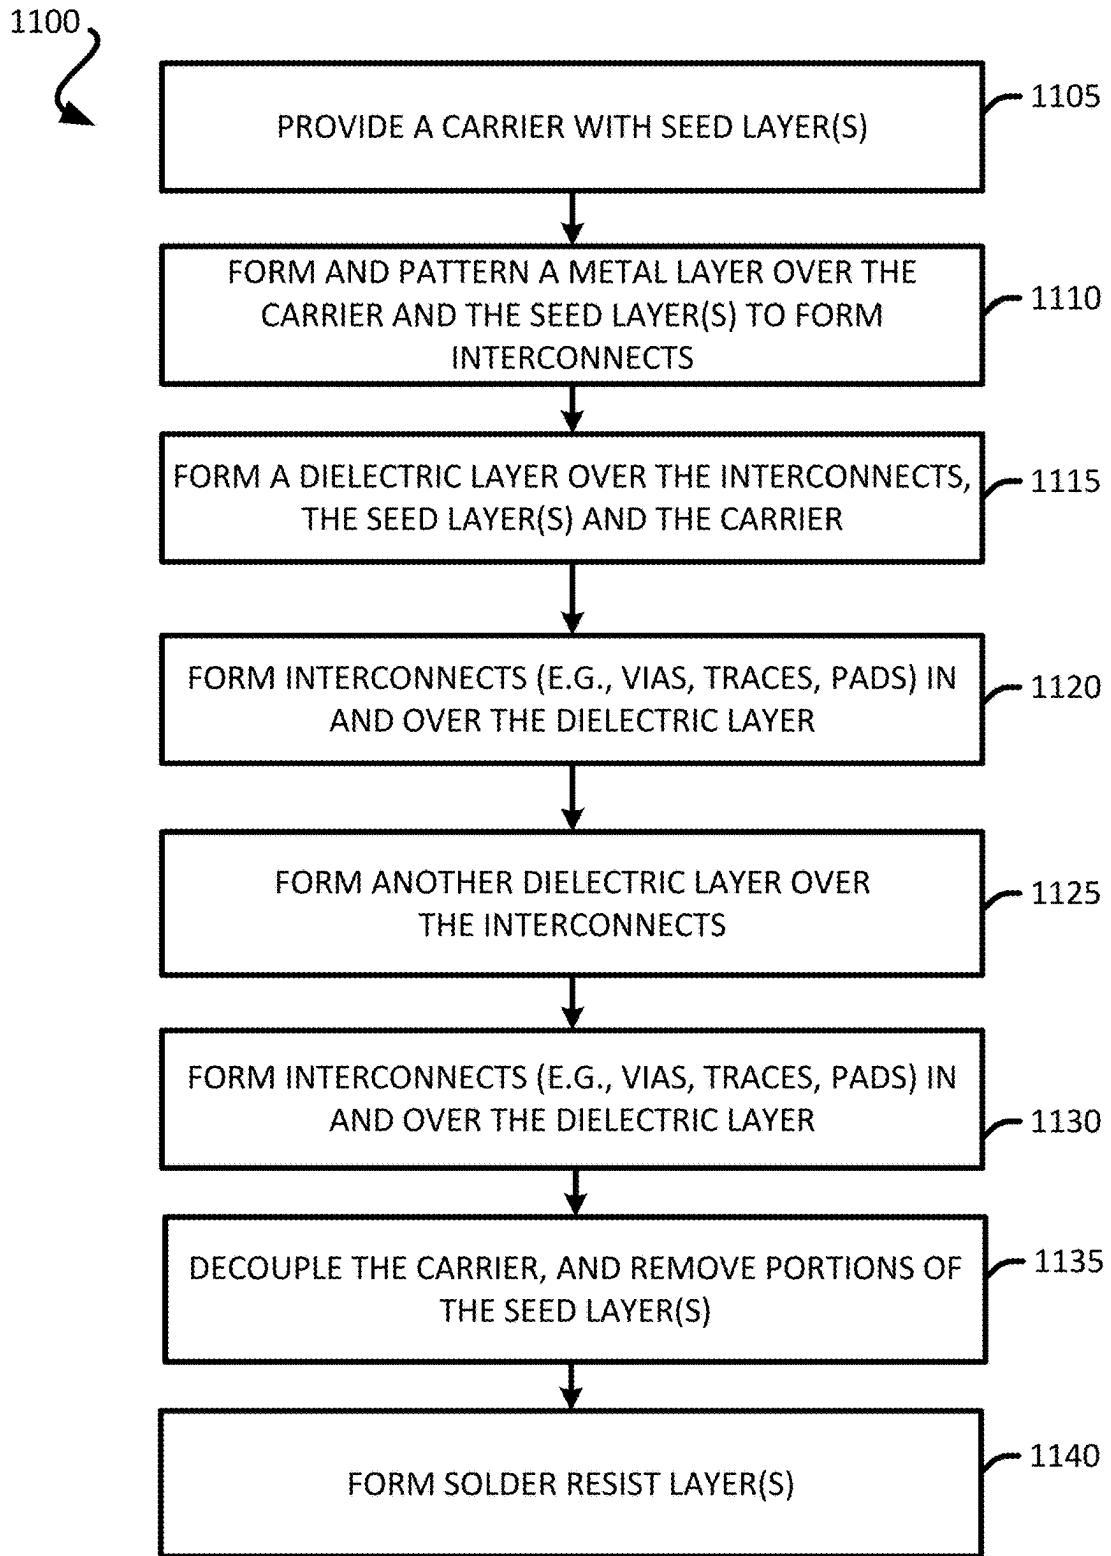 1100
PROVIDE A CARRIER WITH SEED LAYER(S)
1105
FORM AND PATTERN A METAL LAYER OVER THE
CARRIER AND THE SEED LAYER(S) TO FORM
INTERCONNECTS
1110
FORM A DIELECTRIC LAYER OVER THE INTERCONNECTS,
THE SEED LAYER(S) AND THE CARRIER
1115
FORM INTERCONNECTS (E.G., VIAS, TRACES, PADS) IN
AND OVER THE DIELECTRIC LAYER
1120
FORM ANOTHER DIELECTRIC LAYER OVER
THE INTERCONNECTS
1125
FORM INTERCONNECTS (E.G., VIAS, TRACES, PADS) IN
AND OVER THE DIELECTRIC LAYER
1130
DECOUPLE THE CARRIER, AND REMOVE PORTIONS OF
THE SEED LAYER(S)
1135
FORM SOLDER RESIST LAYER(S)
1140